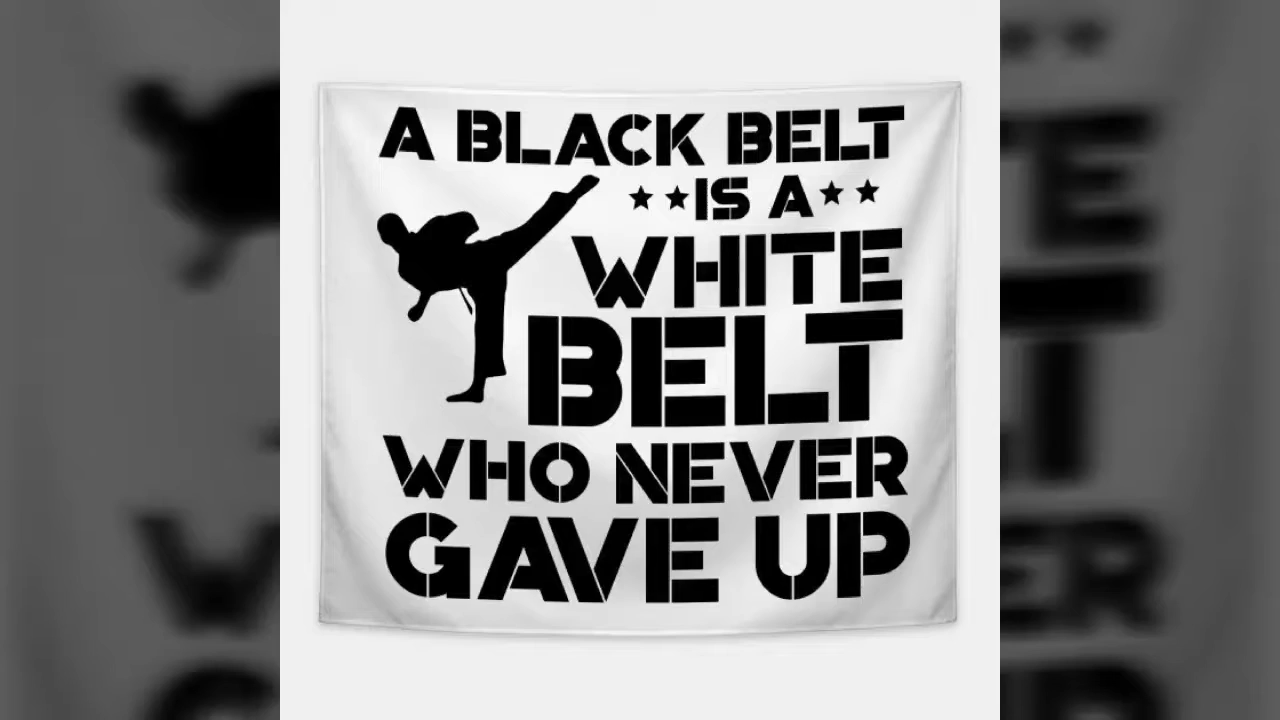 A BLACK BELT
IS A
WHITE
BELT
WHO NEVER
GAVE UP